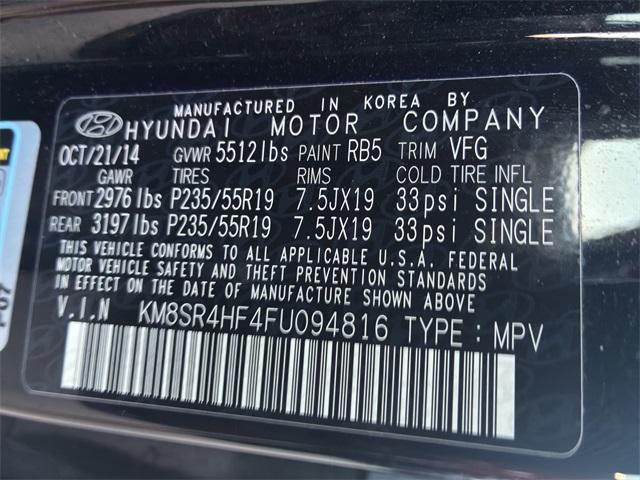 MANUFACTURED IN KOREA BY
HYUNDAI MOTOR COMPANY
OCT/21/14 GVWR 5512lbs PAINT RB5 TRIM VFG
GAWR TIRES RIMS COLD TIRE INFL
FRONT 2976lbs P235/55R19 7.5JX19 33psi SINGLE
REAR 3197lbs P235/55R19 7.5JX19 33psi SINGLE
THIS VEHICLE CONFORMS TO ALL APPLICABLE U.S.A. FEDERAL
MOTOR VEHICLE SAFETY AND THEFT PREVENTION STANDARDS
IN EFFECT ON THE DATE OF MANUFACTURE SHOWN ABOVE.
V.I.N KM8SR4HF4FU094816 TYPE : MPV